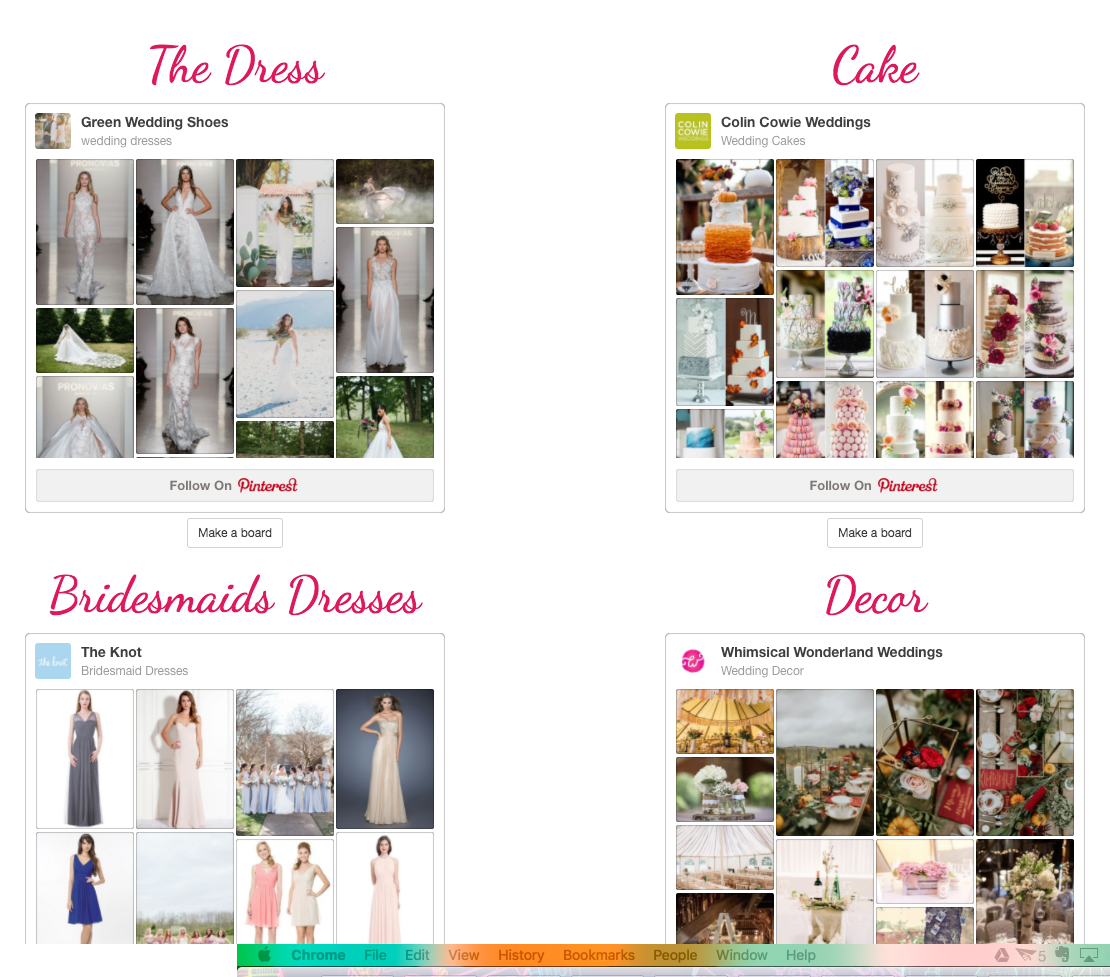 The Dress
Green Wedding Shoes
wedding dresses
PRONOVIAS
PRONOVIAS
Follow On Pinterest
Make a board
Cake
COLIN
COWIE
WEDDINGS
Colin Cowie Weddings
Wedding Cakes
Follow On Pinterest
Make a board
Bridesmaids Dresses
the knot
The Knot
Bridesmaid Dresses
Decor
Whimsical Wonderland Weddings
Wedding Decor
Chrome File Edit View History Bookmarks People Window Help 5